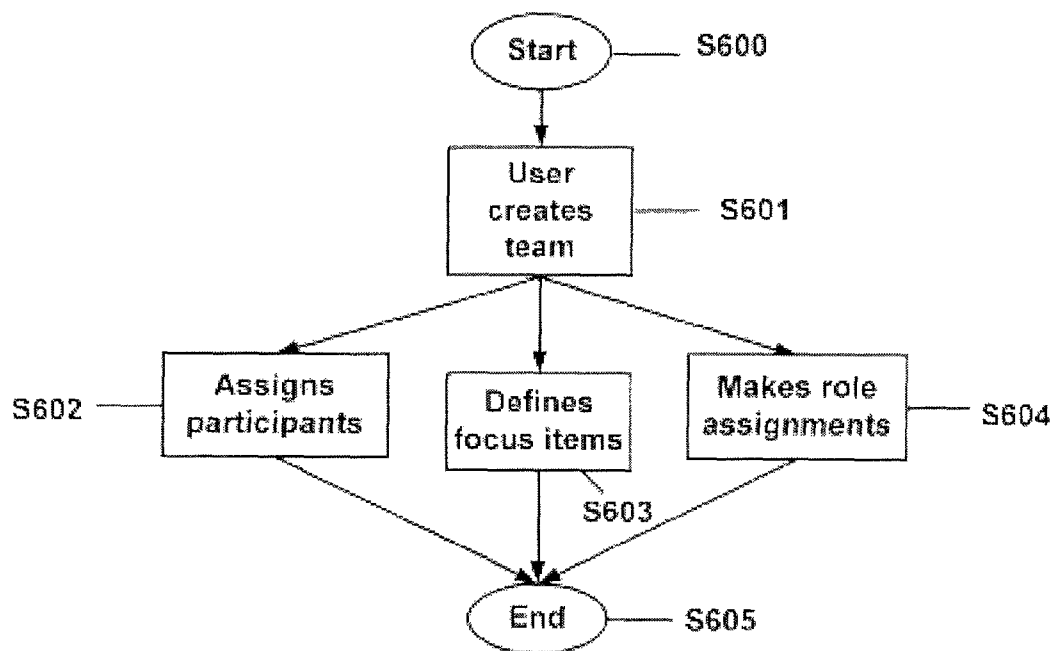 Start
S600
User
creates
team
S601
Assigns
participants
S602
Defines
focus items
S603
Makes role
assignments
S604
End
S605